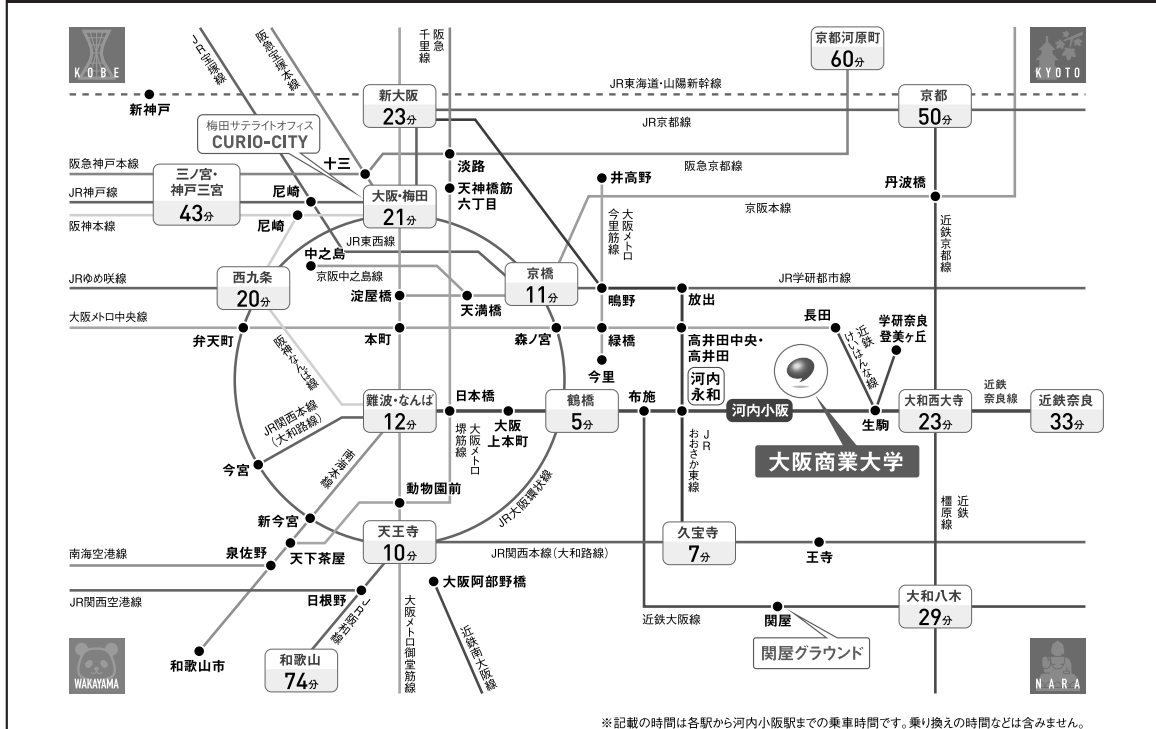 KOBE
JR宝塚線
阪急宝塚本線
阪急
千里線
京都河原町
60分
KYOTO
新神戸
新大阪
23分
JR東海道・山陽新幹線
京都
50分
JR京都線
梅田サテライトオフィス
CURIO-CITY
阪急神戸本線
十三
淡路
阪急京都線
三ノ宮・
神戸三宮
43分
JR神戸線
尼崎
大阪・梅田
21分
天神橋筋
六丁目
井高野
丹波橋
阪神本線
尼崎
大阪メトロ
今里筋線
京阪本線
近鉄京都線
JR東西線
中之島
京阪中之島線
JRゆめ咲線
西九条
20分
京橋
11分
淀屋橋
天満橋
鴫野
放出
JR学研都市線
大阪メトロ中央線
弁天町
本町
森ノ宮
緑橋
高井田中央・
高井田
長田
近鉄
けいはんな線
学研奈良
登美ヶ丘
今里
阪神なんば線
難波・なんば
12分
日本橋
大阪
上本町
鶴橋
5分
布施
河内
永和
河内小阪
生駒
大和西大寺
23分
近鉄
奈良線
近鉄奈良
33分
大阪商業大学
JR関西本線
(大和路線)
大阪メトロ
堺筋線
JR
おおさか東線
今宮
南海本線
動物園前
JR大阪環状線
近鉄
橿原線
新今宮
天王寺
10分
久宝寺
7分
南海空港線
泉佐野
天下茶屋
JR関西本線(大和路線)
王寺
JR関西空港線
日根野
大阪阿部野橋
大和八木
29分
JR阪和線
大阪メトロ御堂筋線
近鉄南大阪線
近鉄大阪線
関屋
関屋グラウンド
WAKAYAMA
和歌山市
和歌山
74分
NARA
※記載の時間は各駅から河内小阪駅までの乗車時間です。乗り換えの時間などは含みません。